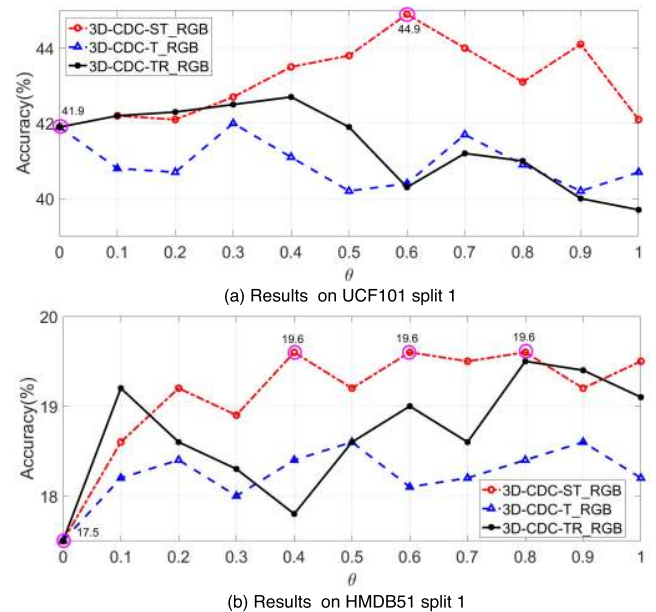 44
42
40
Accuracy(%)
3D-CDC-ST_RGB
3D-CDC-T_RGB
3D-CDC-TR_RGB
41.9
44.9
0 0.1 0.2 0.3 0.4 0.5 0.6 0.7 0.8 0.9 1
θ
(a) Results on UCF101 split 1
20
19
18
Accuracy(%)
19.6 19.6 19.6
17.5
3D-CDC-ST_RGB
3D-CDC-T_RGB
3D-CDC-TR_RGB
0 0.1 0.2 0.3 0.4 0.5 0.6 0.7 0.8 0.9 1
θ
(b) Results on HMDB51 split 1